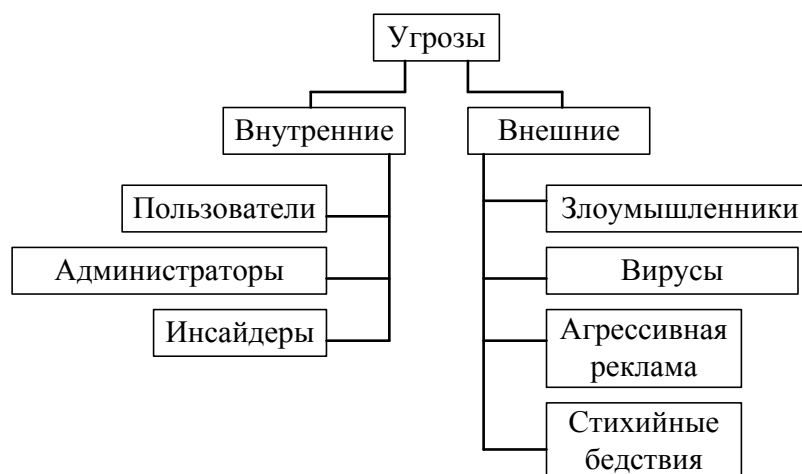 Угрозы
Внутренние
Внешние
Пользователи
Администраторы
Инсайдеры
Злоумышленники
Вирусы
Агрессивная
реклама
Стихийные
бедствия